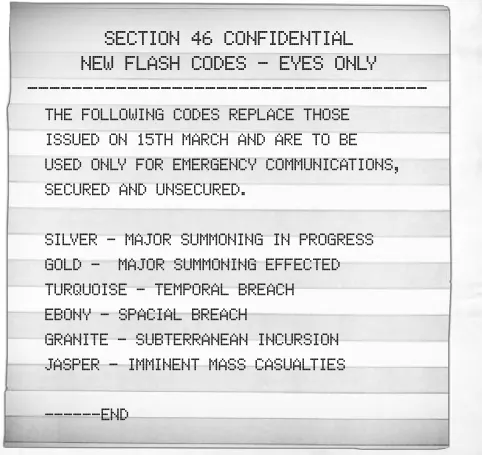 SECTION 46 CONFIDENTIAL
NEW FLASH CODES - EYES ONLY
-------------------------------------
THE FOLLOWING CODES REPLACE THOSE
ISSUED ON 15TH MARCH AND ARE TO BE
USED ONLY FOR EMERGENCY COMMUNICATIONS,
SECURED AND UNSECURED.
SILVER - MAJOR SUMMONING IN PROGRESS
GOLD - MAJOR SUMMONING EFFECTED
TURQUOISE - TEMPORAL BREACH
EBONY - SPACIAL BREACH
GRANITE - SUBTERRANEAN INCURSION
JASPER - IMMINENT MASS CASUALTIES
------END